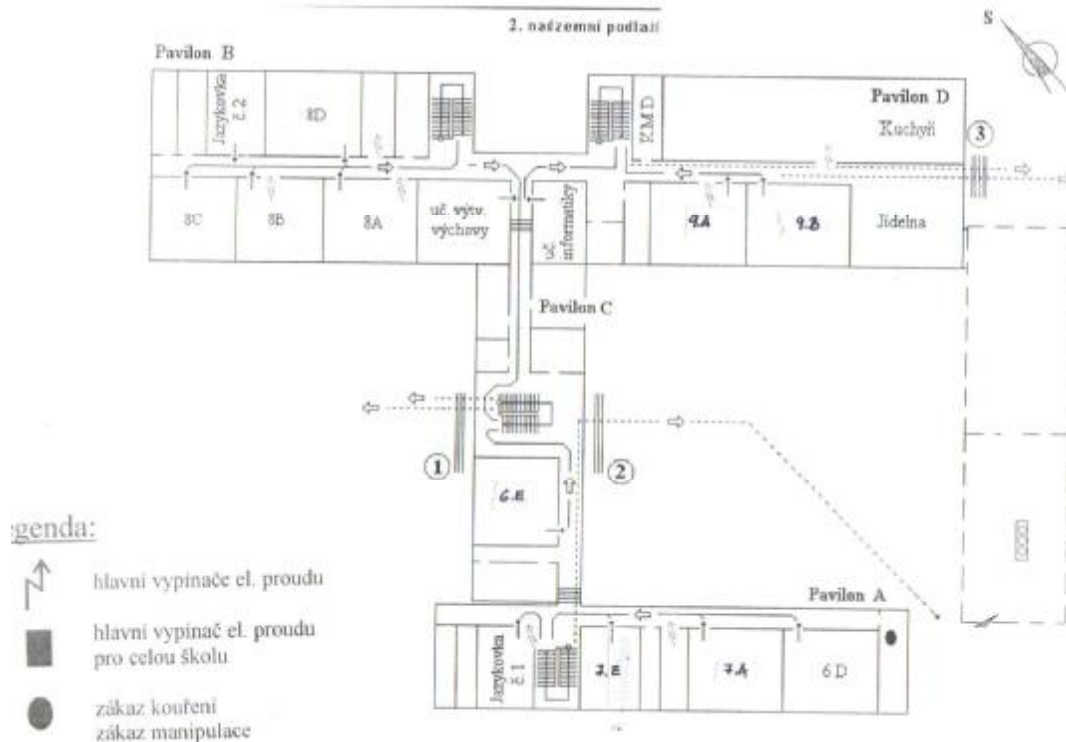 2. nadzemní podlaží
S
Pavilon B
Jazykovka
č.2
8D
KMD
Pavilon D
Kuchyň
3
8C
8B
8A
uč. výtv.
výchovy
uč.
informatiky
9.A
9.B
Jídelna
Pavilon C
1
2
6.E
genda:
hlavní vypínače el. proudu
hlavní vypínač el. proudu
pro celou školu
zákaz kouření
zákaz manipulace
Pavilon A
Jazykovka
č.1
7.A
6D